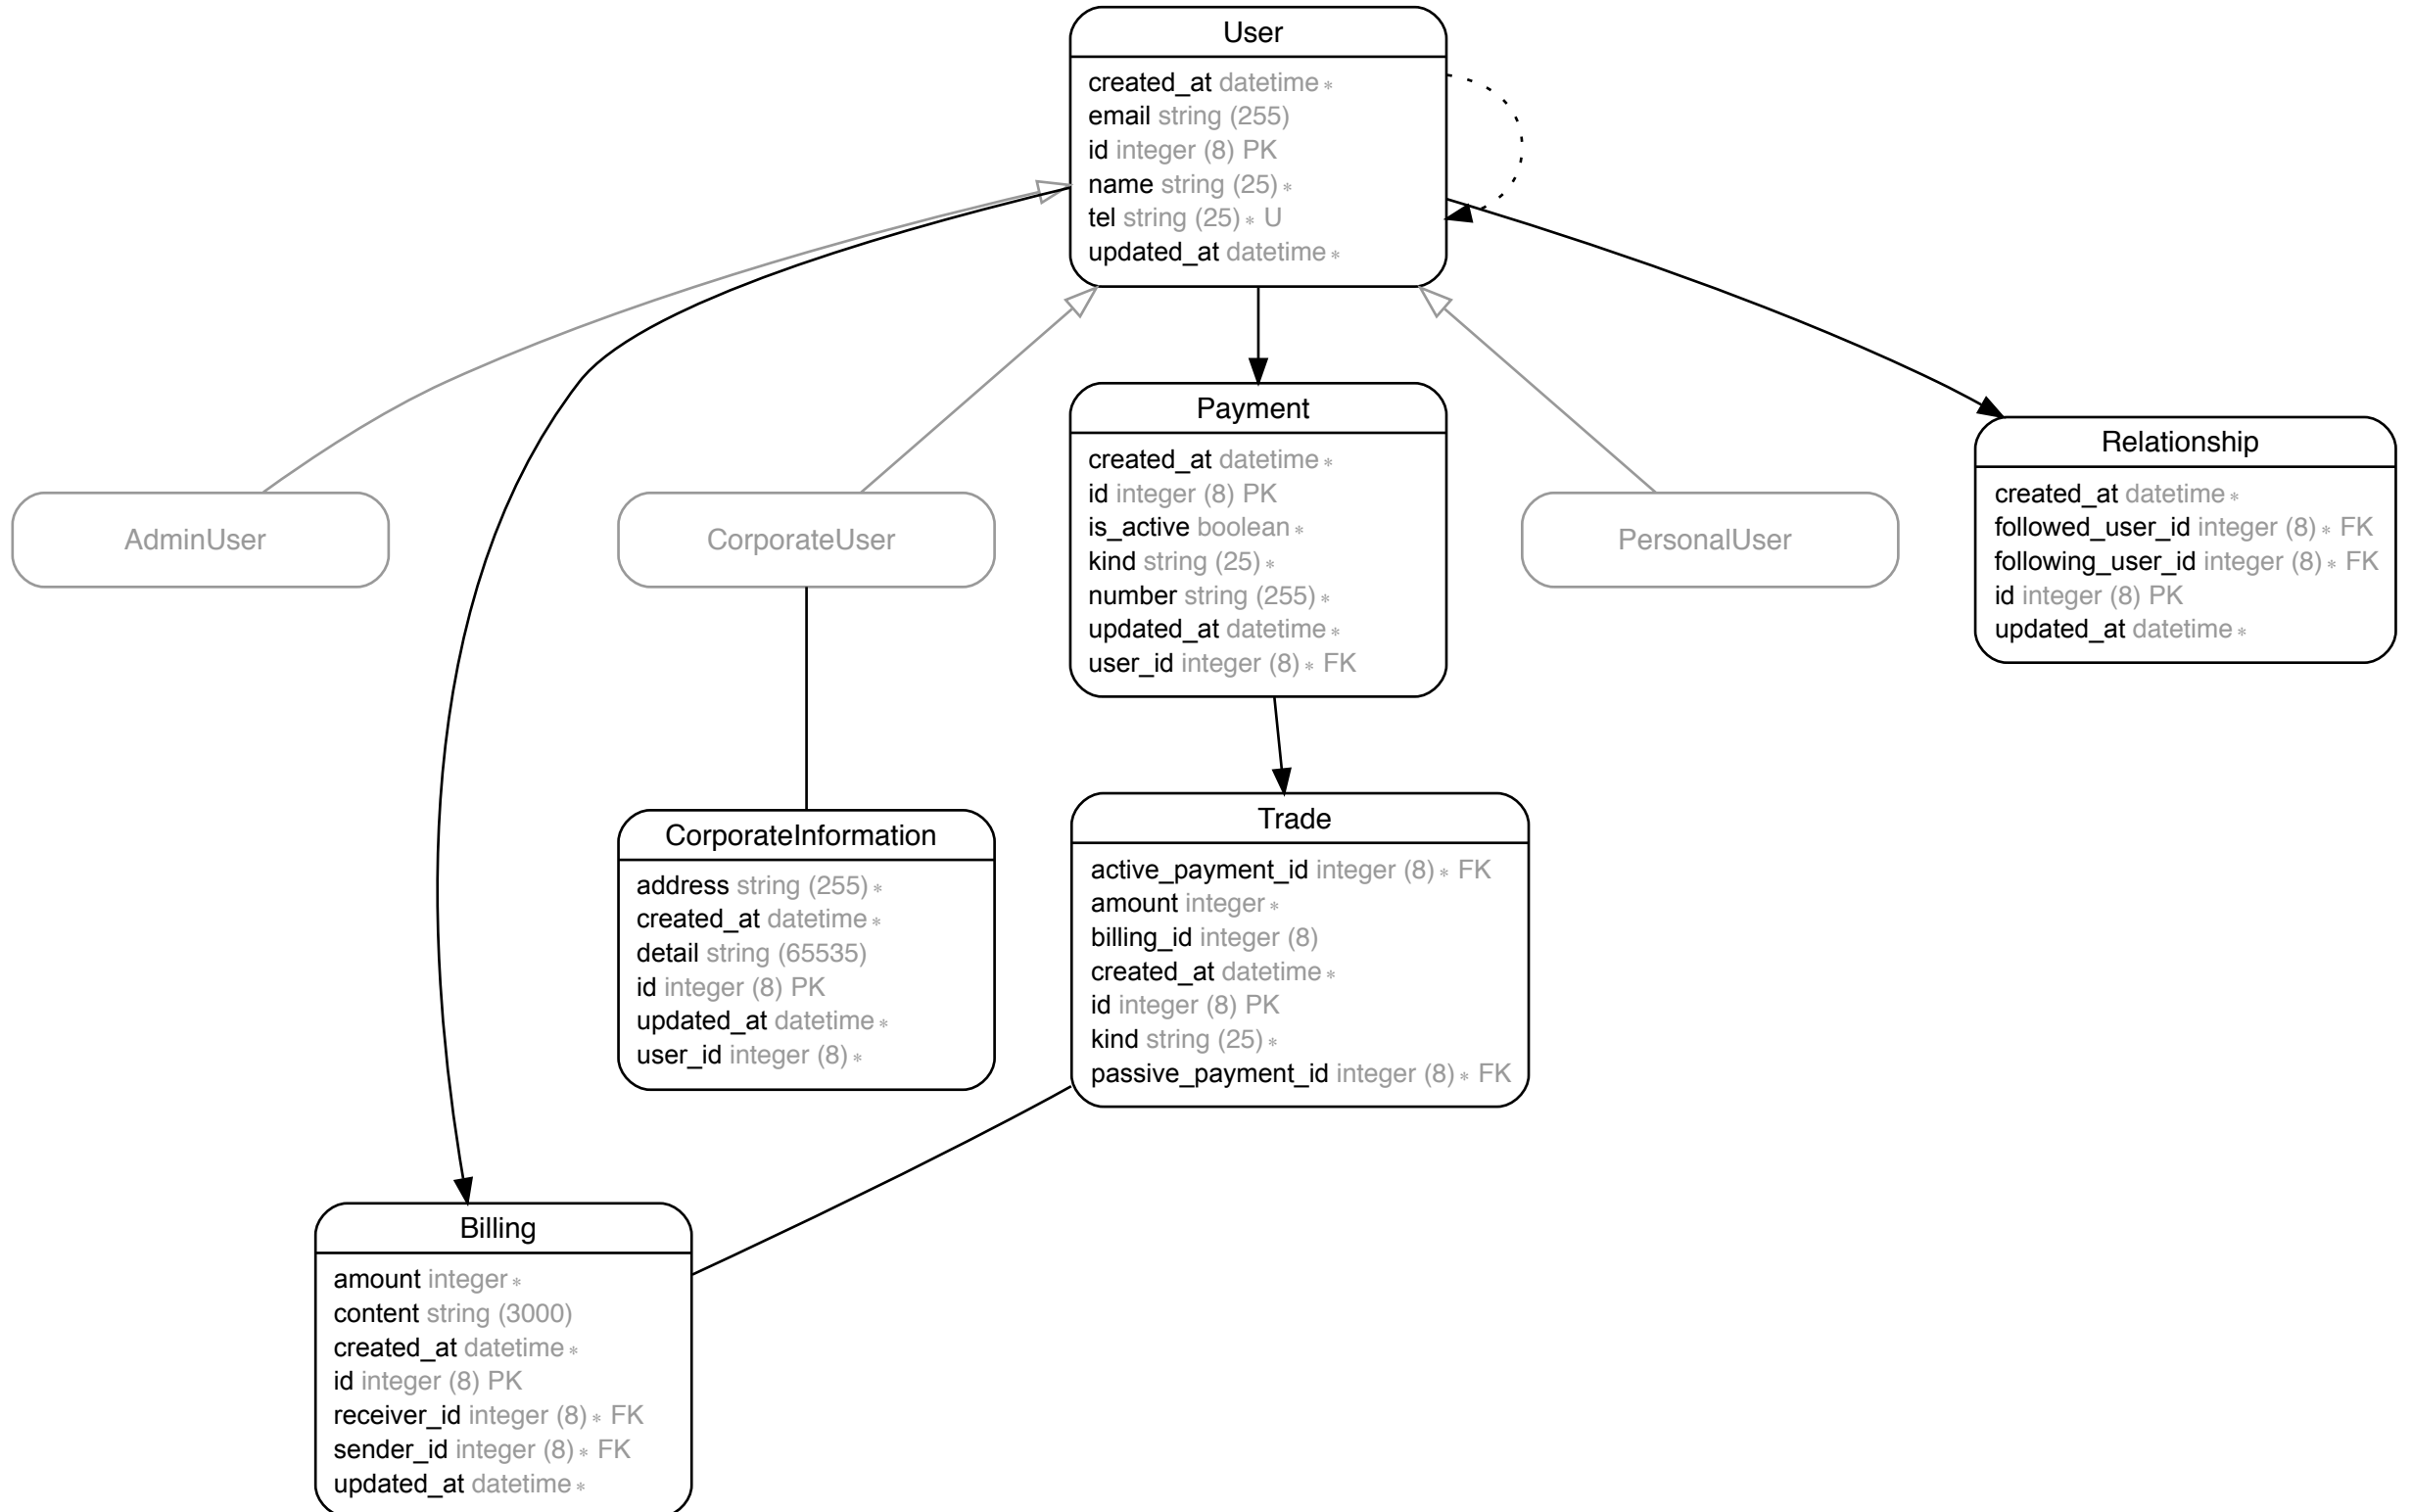 User
created_at datetime ∗
email string (255)
id integer (8) PK
name string (25) ∗
tel string (25) ∗ U
updated_at datetime ∗
Payment
created_at datetime ∗
id integer (8) PK
is_active boolean ∗
kind string (25) ∗
number string (255) ∗
updated_at datetime ∗
user_id integer (8) ∗ FK
Relationship
created_at datetime ∗
followed_user_id integer (8) ∗ FK
following_user_id integer (8) ∗ FK
id integer (8) PK
updated_at datetime ∗
AdminUser
CorporateUser
PersonalUser
CorporateInformation
address string (255) ∗
created_at datetime ∗
detail string (65535)
id integer (8) PK
updated_at datetime ∗
user_id integer (8) ∗
Trade
active_payment_id integer (8) ∗ FK
amount integer ∗
billing_id integer (8)
created_at datetime ∗
id integer (8) PK
kind string (25) ∗
passive_payment_id integer (8) ∗ FK
Billing
amount integer ∗
content string (3000)
created_at datetime ∗
id integer (8) PK
receiver_id integer (8) ∗ FK
sender_id integer (8) ∗ FK
updated_at datetime ∗